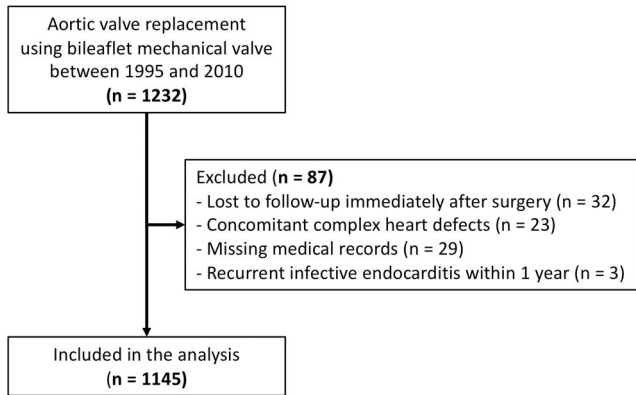 Aortic valve replacement
using bileaflet mechanical valve
between 1995 and 2010
(n = 1232)
Excluded (n = 87)
- Lost to follow-up immediately after surgery (n = 32)
- Concomitant complex heart defects (n = 23)
- Missing medical records (n = 29)
- Recurrent infective endocarditis within 1 year (n = 3)
Included in the analysis
(n = 1145)